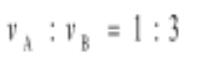 v_A : v_B = 1 : 3